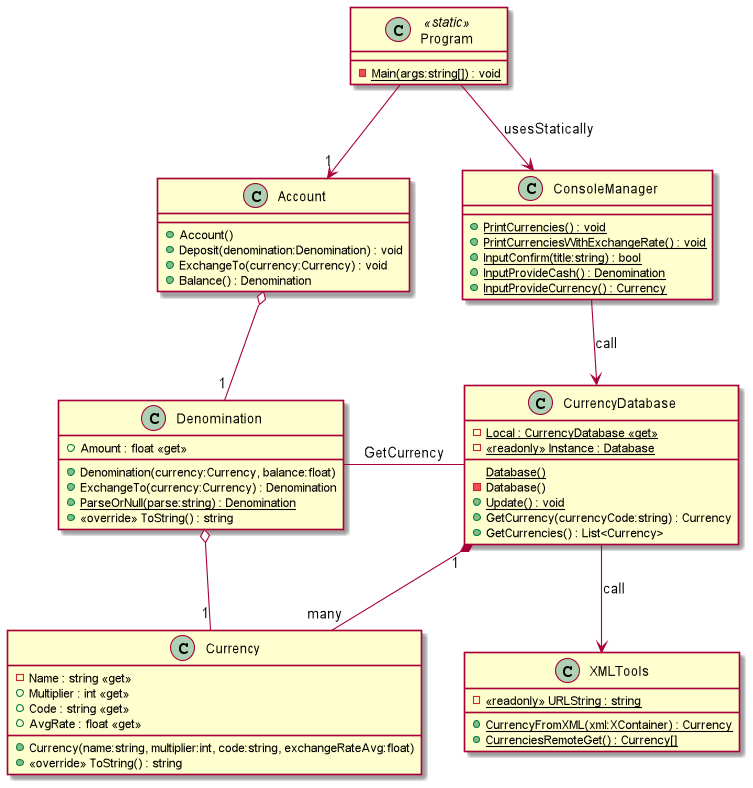 C
«static»
Program
Main(args:string[]) : void
usesStatically
1
C Account
Account()
Deposit(denomination:Denomination) : void
ExchangeTo(currency:Currency) : void
Balance() : Denomination
C ConsoleManager
PrintCurrencies() : void
PrintCurrenciesWithExchangeRate() : void
InputConfirm(title:string) : bool
InputProvideCash() : Denomination
InputProvideCurrency() : Currency
call
1
C Denomination
Amount : float «get»
Denomination(currency:Currency, balance:float)
ExchangeTo(currency:Currency) : Denomination
ParseOrNull(parse:string) : Denomination
«override» ToString() : string
GetCurrency
C CurrencyDatabase
Local : CurrencyDatabase «get»
«readonly» Instance : Database
Database()
Database()
Update() : void
GetCurrency(currencyCode:string) : Currency
GetCurrencies() : List<Currency>
1
call
1
many
C Currency
Name : string «get»
Multiplier : int «get»
Code : string «get»
AvgRate : float «get»
Currency(name:string, multiplier:int, code:string, exchangeRateAvg:float)
«override» ToString() : string
C XMLTools
«readonly» URLString : string
CurrencyFromXML(xml:XContainer) : Currency
CurrenciesRemoteGet() : Currency[]